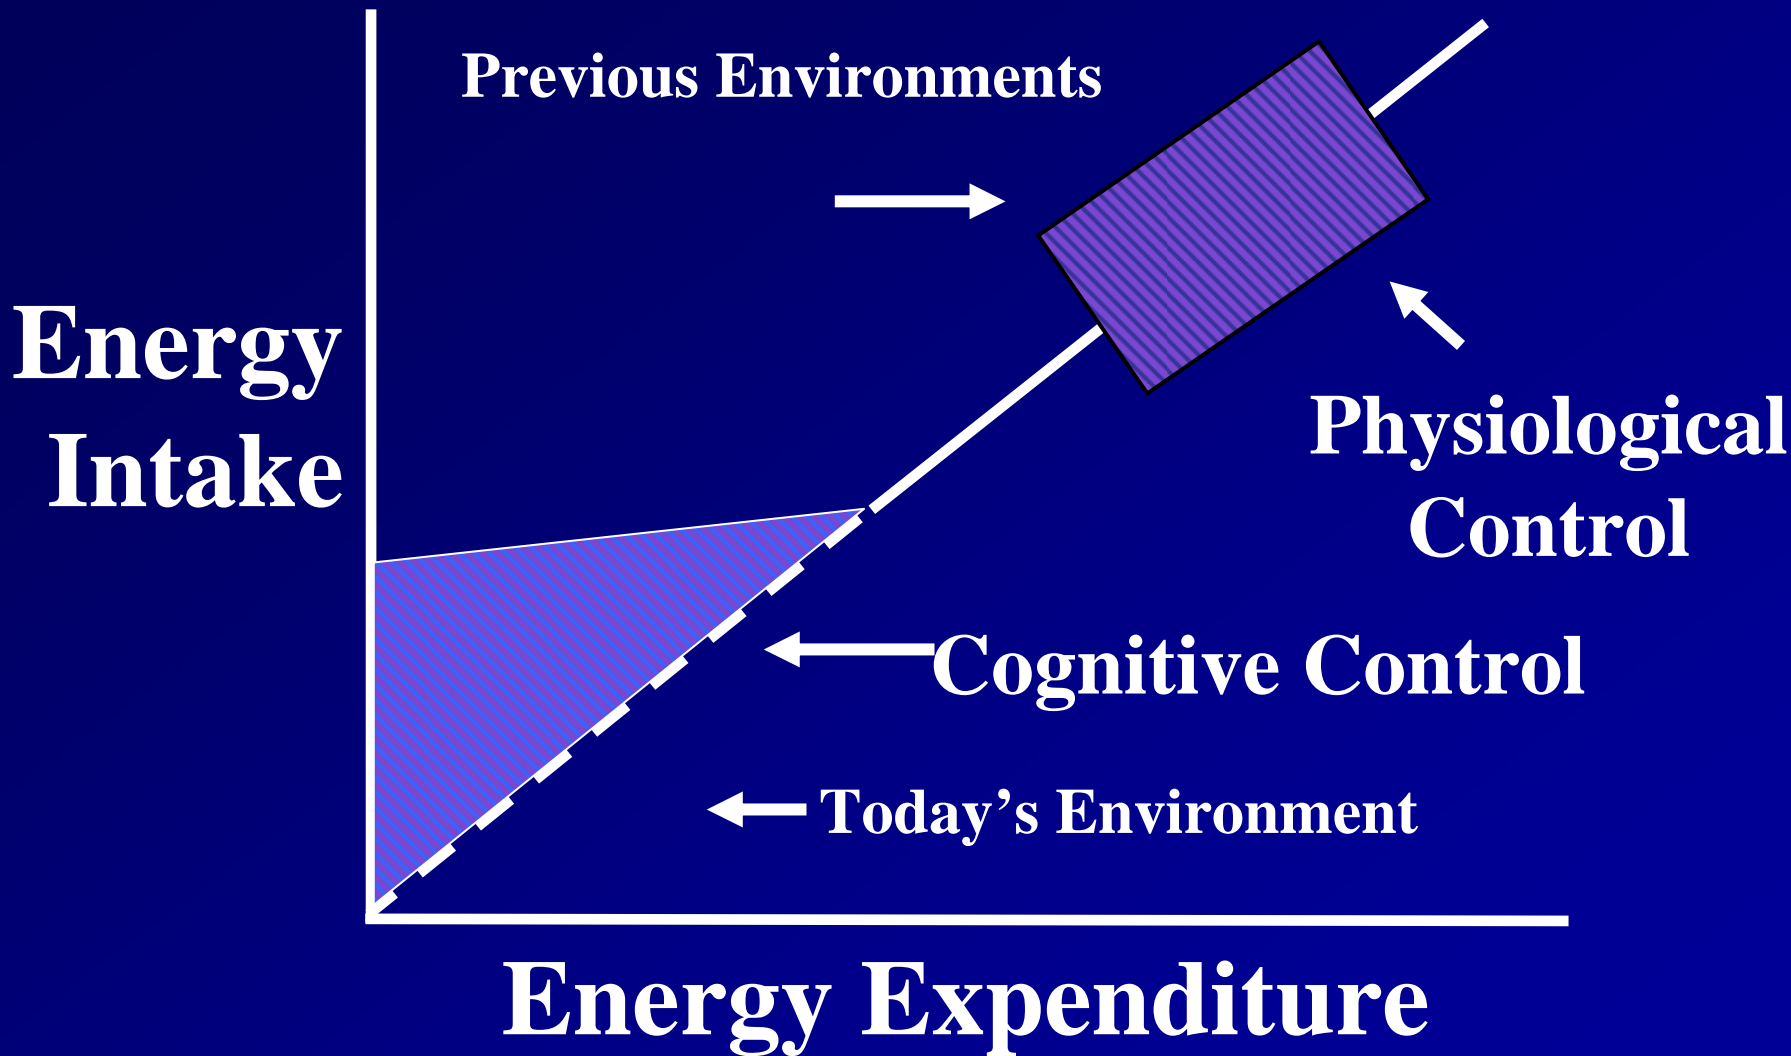 Previous Environments
Energy
Intake
Physiological
Control
Cognitive Control
Today’s Environment
Energy Expenditure